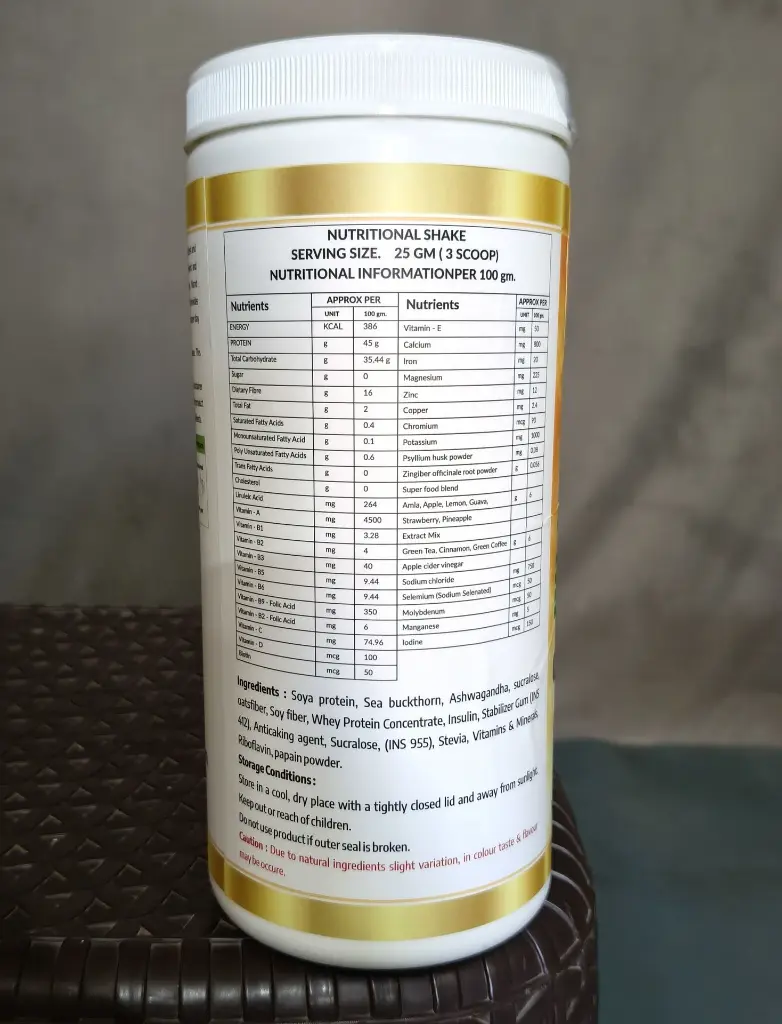 NUTRITIONAL SHAKE
SERVING SIZE. 25 GM ( 3 SCOOP)
NUTRITIONAL INFORMATIONPER 100 gm.
Nutrients APPROX PER
UNIT 100 gm.
ENERGY KCAL 386
PROTEIN g 45 g
Total Carbohydrate g 35.44 g
Sugar g 0
Dietary Fibre g 16
Total Fat g 2
Saturated Fatty Acids g 0.4
Monounsaturated Fatty Acid g 0.1
Poly Unsaturated Fatty Acids g 0.6
Trans Fatty Acids g 0
Cholesterol g 0
Linulek Acid mg 264
Vitamin - A mg 4500
Vitamin - B1 mg 3.28
Vitamin - B2 mg 4
Vitamin - B3 mg 40
Vitamin - B5 mg 9.44
Vitamin - B6 mg 9.44
Vitamin - B9 - Folic Acid mg 350
Vitamin - B2 - Folic Acid mg 6
Vitamin - C mg 74.96
Vitamin - D mcg 100
Biotin mcg 50
Nutrients APPROX PER
UNIT 100 gm.
Vitamin - E mg 50
Calcium mg 800
Iron mg 20
Magnesium mg 225
Zinc mg 12
Copper mg 2.4
Chromium mcg 70
Potassium mg 1000
Psyllium husk powder mg 0.39
Zingiber officinale root powder g 0.056
Super food blend
Amla, Apple, Lemon, Guava, g 6
Strawberry, Pineapple
Extract Mix
Green Tea, Cinnamon, Green Coffee g 6
Apple cider vinegar
Sodium chloride mg 750
Selemium (Sodium Selenated) mcg 50
Molybdenum mcg 50
Manganese mg 5
Iodine mcg 150
Ingredients : Soya protein, Sea buckthorn, Ashwagandha, sucralose,
oatsfiber, Soy fiber, Whey Protein Concentrate, Insulin, Stabilizer Gum (INS
412), Anticaking agent, Sucralose, (INS 955), Stevia, Vitamins & Minerals,
Riboflavin, papain powder.
Storage Conditions :
Store in a cool, dry place with a tightly closed lid and away from sunlight.
Keep out or reach of children.
Do not use product if outer seal is broken.
Caution : Due to natural ingredients slight variation, in colour taste & flavour
may be occure.